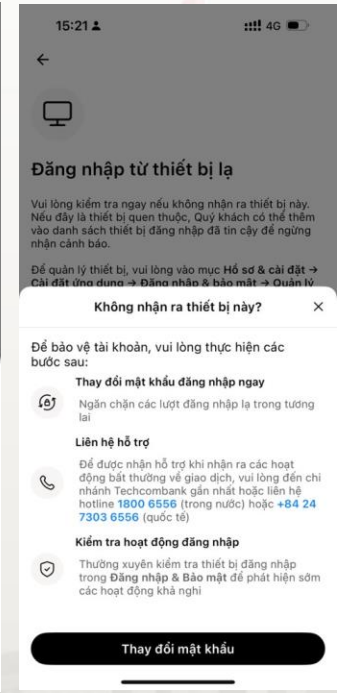 15:21
4G
Đăng nhập từ thiết bị lạ
Vui lòng kiểm tra ngay nếu không nhận ra thiết bị này.
Nếu đây là thiết bị quen thuộc, Quý khách có thể thêm
vào danh sách thiết bị đăng nhập đã tin cậy để ngừng
nhận cảnh báo.
Để quản lý thiết bị, vui lòng vào mục Hồ sơ & cài đặt →
Cài đặt ứng dụng → Đăng nhập & bảo mật → Quản lý
Không nhận ra thiết bị này?
Để bảo vệ tài khoản, vui lòng thực hiện các
bước sau:
Thay đổi mật khẩu đăng nhập ngay
Ngăn chặn các lượt đăng nhập lạ trong tương
lai
Liên hệ hỗ trợ
Để được nhận hỗ trợ khi nhận ra các hoạt
động bất thường về giao dịch, vui lòng đến chi
nhánh Techcombank gần nhất hoặc liên hệ
hotline 1800 6556 (trong nước) hoặc +84 24
7303 6556 (quốc tế)
Kiểm tra hoạt động đăng nhập
Thường xuyên kiểm tra thiết bị đăng nhập
trong Đăng nhập & Bảo mật để phát hiện sớm
các hoạt động khả nghi
Thay đổi mật khẩu